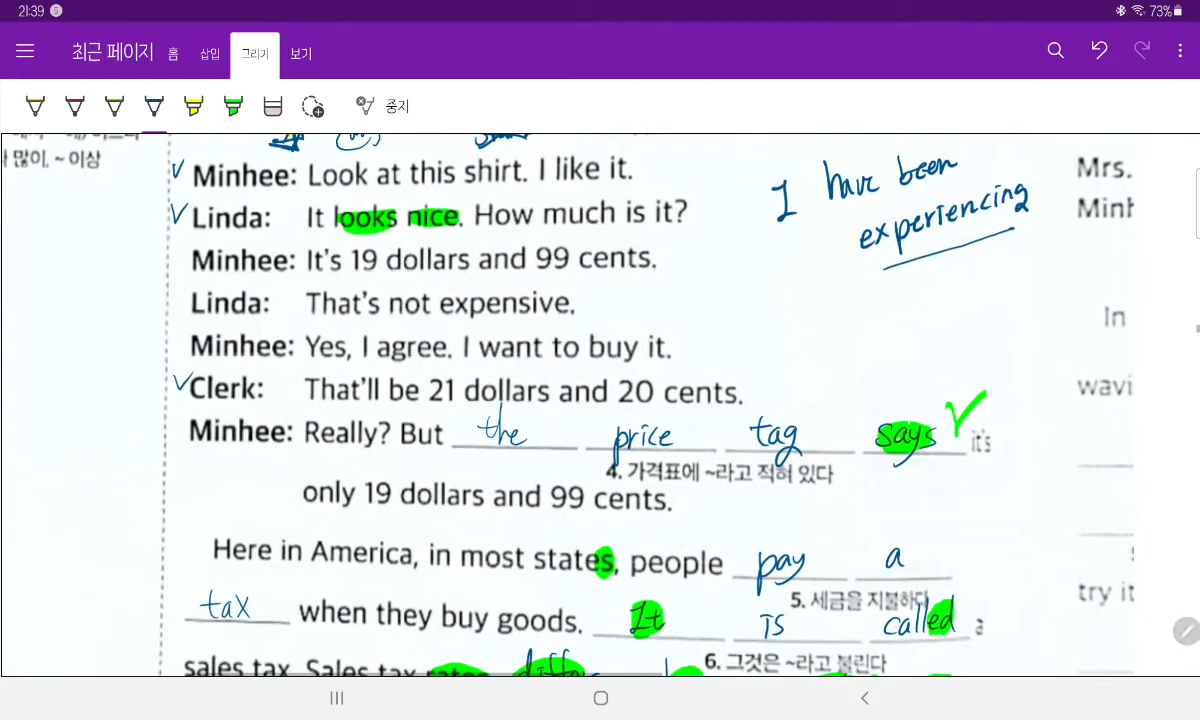 21:39 73%
최근 페이지 홈 삽입 그리기 보기
중지
많이, ~ 이상
Minhee: Look at this shirt. I like it.
Linda: It looks nice. How much is it?
Minhee: It's 19 dollars and 99 cents.
Linda: That's not expensive.
Minhee: Yes, I agree. I want to buy it.
Clerk: That'll be 21 dollars and 20 cents.
Minhee: Really? But the price tag says it's
4. 가격표에 ~라고 적혀 있다
only 19 dollars and 99 cents.
Here in America, in most states, people pay a
5. 세금을 지불하다
tax when they buy goods. It is called a
6. 그것은 ~라고 불린다
sales tax. Sales tax rates
I have been
experiencing
Mrs.
Minh
In
wavi
try it